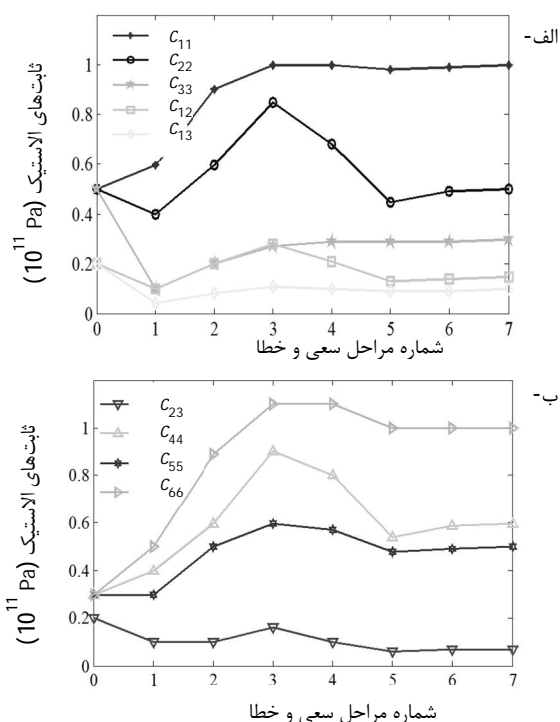 الف-
C11
C22
C33
C12
C13
ثابت‌های الاستیک (10^11 Pa)
1
0.8
0.6
0.4
0.2
0
0 1 2 3 4 5 6 7
شماره مراحل سعی و خطا
ب-
C23
C44
C55
C66
ثابت‌های الاستیک (10^11 Pa)
1
0.8
0.6
0.4
0.2
0
0 1 2 3 4 5 6 7
شماره مراحل سعی و خطا